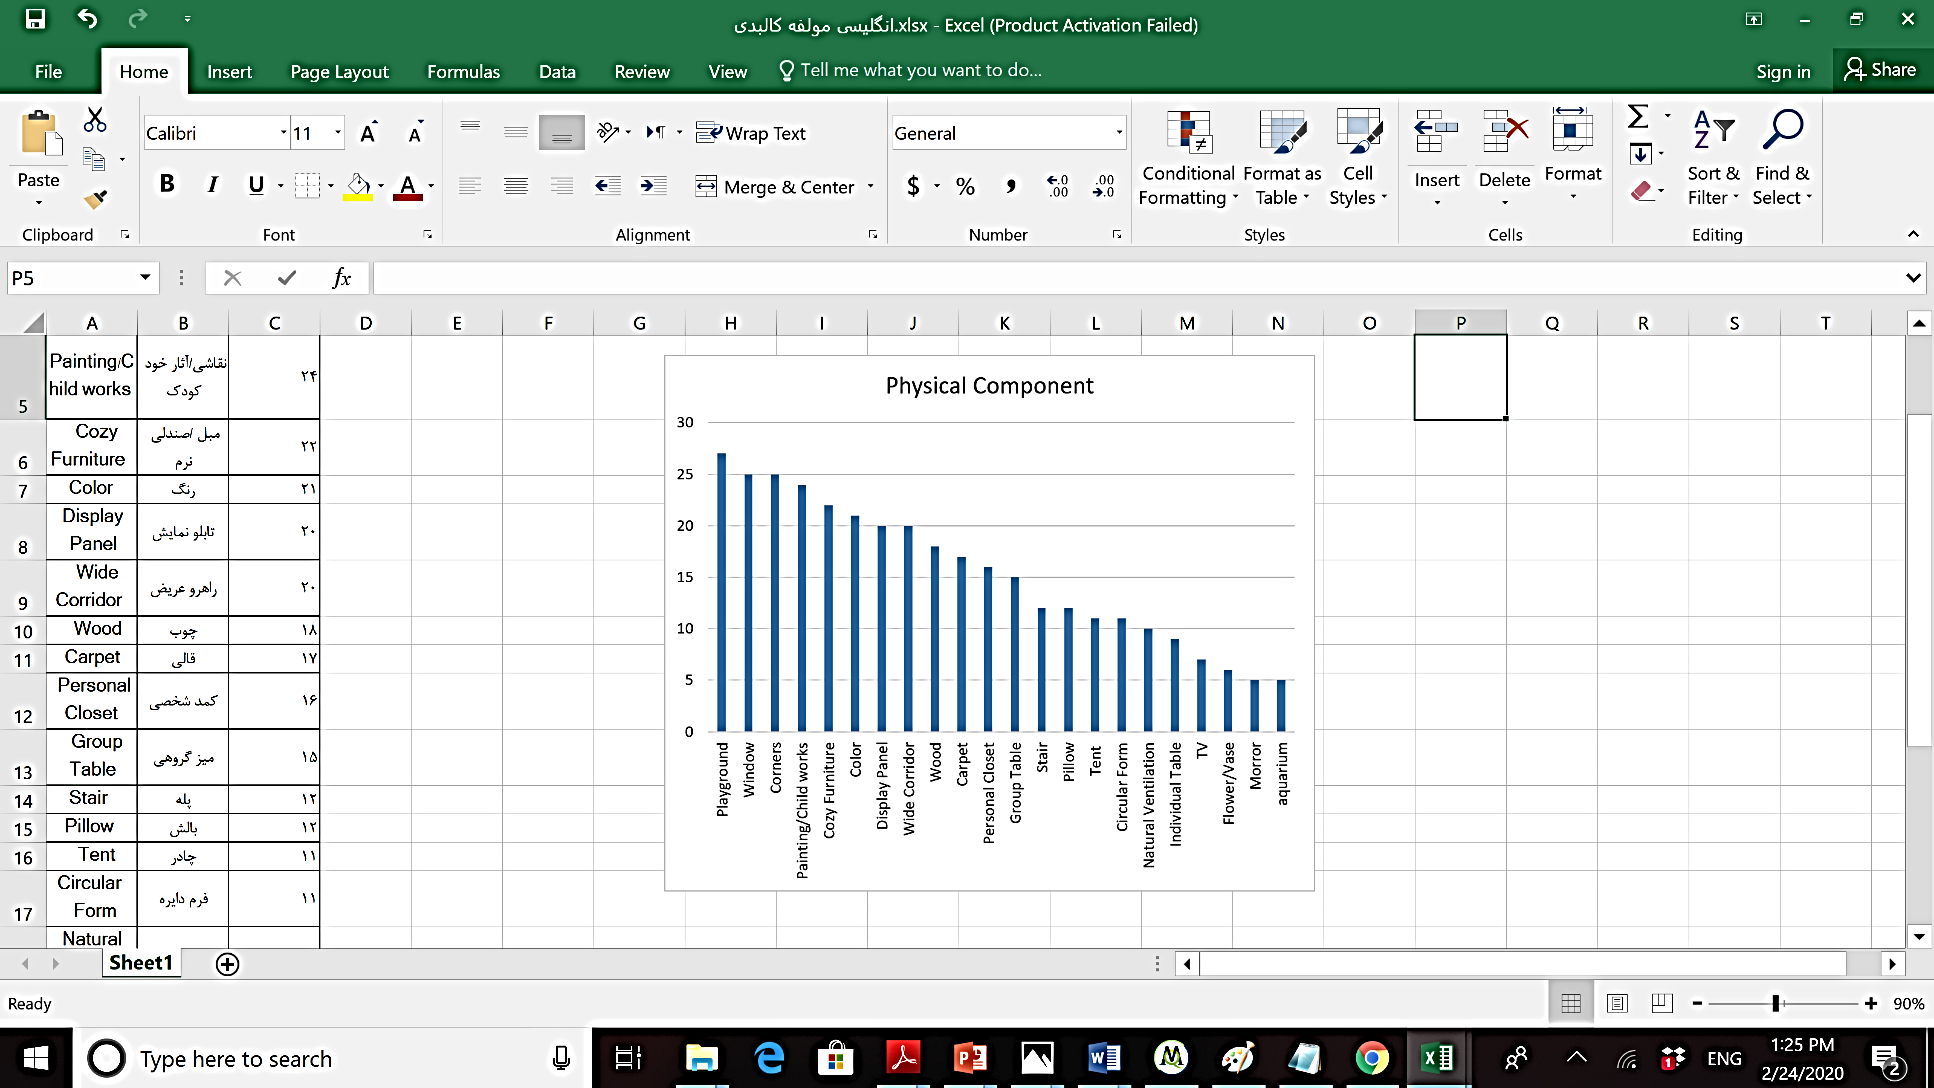 انگلیسی مولفه کالبدی.xlsx - Excel (Product Activation Failed)
File Home Insert Page Layout Formulas Data Review View Tell me what you want to do... Sign in Share
Calibri 11 Wrap Text General
Paste B I U Merge & Center $ % Conditional Formatting Format as Table Cell Styles Insert Delete Format Sort & Filter Find & Select
Clipboard Font Alignment Number Styles Cells Editing
P5 fx
A B C D E F G H I J K L M N O P Q R S T
5 Painting/Child works نقاشی/آثار خود کودک ۲۴
6 Cozy Furniture مبل /صندلی نرم ۲۲
7 Color رنگ ۲۱
8 Display Panel تابلو نمایش ۲۰
9 Wide Corridor راهرو عریض ۲۰
10 Wood چوب ۱۸
11 Carpet قالی ۱۷
12 Personal Closet کمد شخصی ۱۶
13 Group Table میز گروهی ۱۵
14 Stair پله ۱۲
15 Pillow بالش ۱۲
16 Tent چادر ۱۱
17 Circular Form فرم دایره ۱۱
Natural
Physical Component
30
25
20
15
10
5
0
Playground
Window
Corners
Painting/Child works
Cozy Furniture
Color
Display Panel
Wide Corridor
Wood
Carpet
Personal Closet
Group Table
Stair
Pillow
Tent
Circular Form
Natural Ventilation
Individual Table
TV
Flower/Vase
Morror
aquarium
Sheet1
Ready 90%
Type here to search ENG 1:25 PM
2/24/2020 2